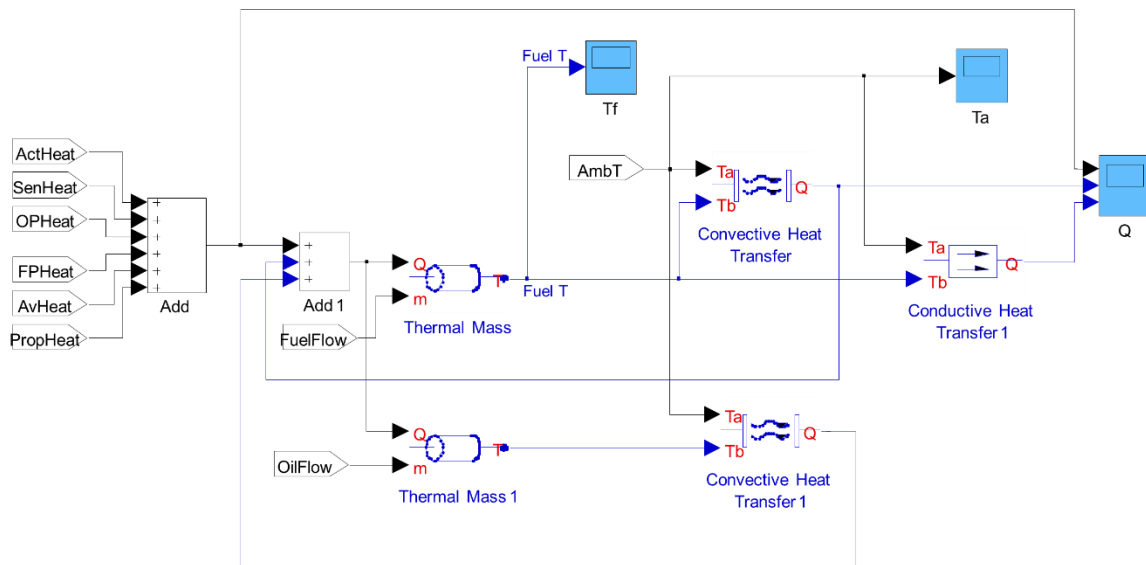 Fuel T
Tf
Ta
ActHeat
SenHeat
OPHeat
FPHeat
AvHeat
PropHeat
+
+
+
+
+
+
Add
+
+
+
Add 1
Q
m
T
Thermal Mass
FuelFlow
Fuel T
AmbT
Ta
Tb
Q
Convective Heat
Transfer
Ta
Tb
Q
Conductive Heat
Transfer 1
Q
Q
m
T
Thermal Mass 1
OilFlow
Ta
Tb
Q
Convective Heat
Transfer 1